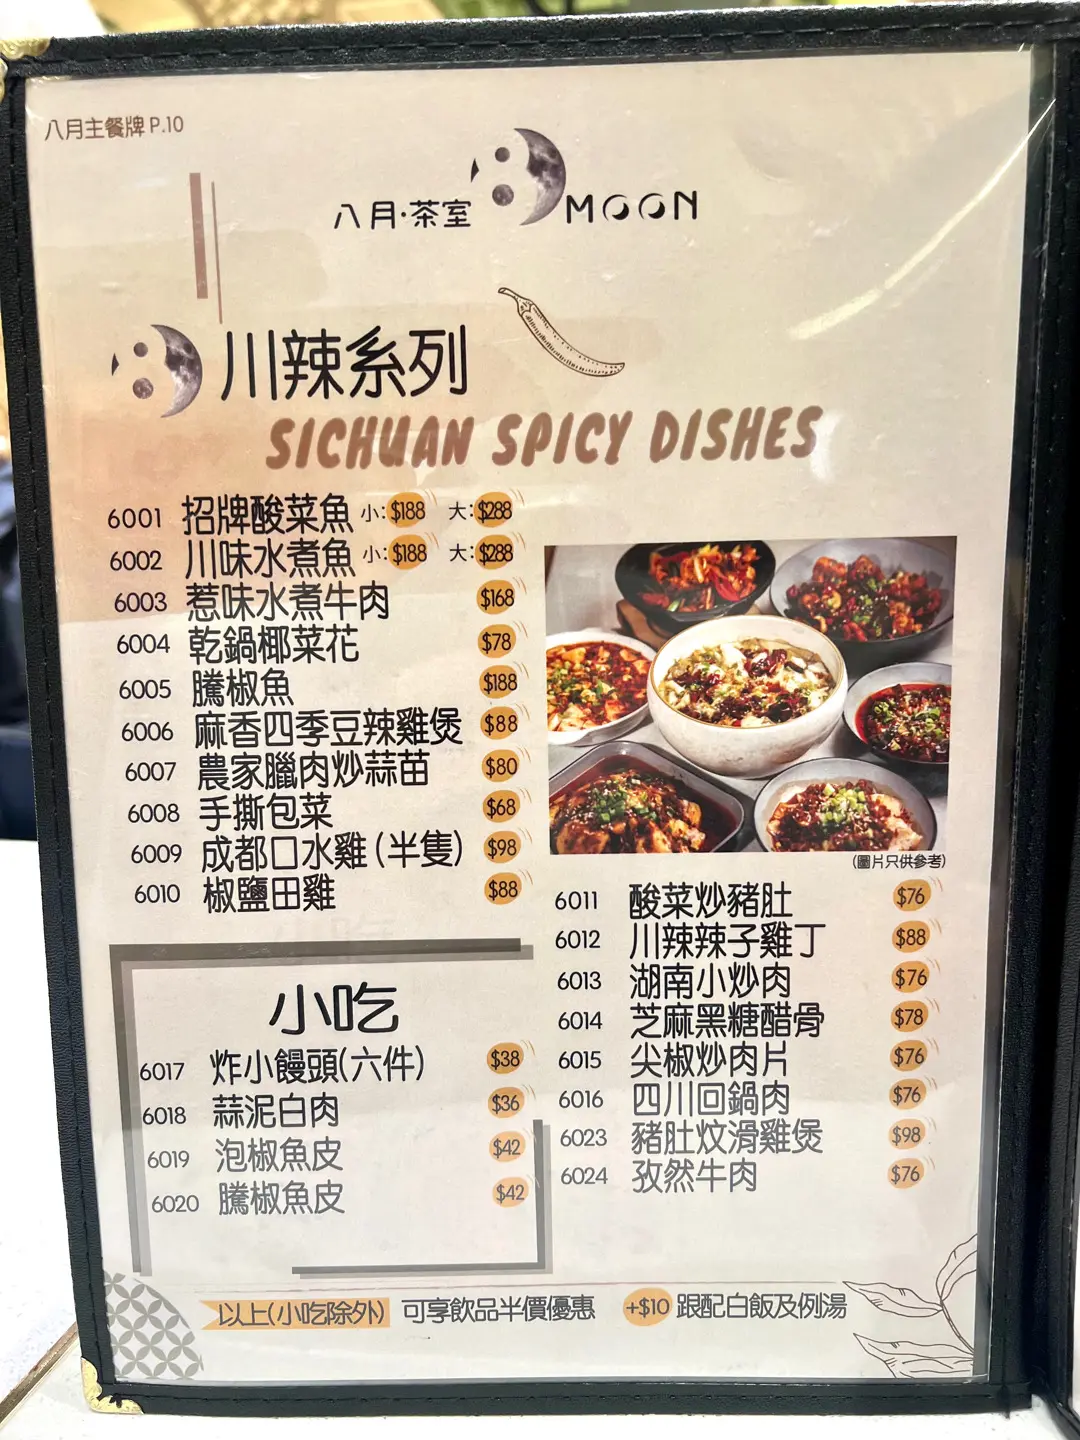 八月主餐牌 P.10
八月·茶室 MOON
川辣系列
SICHUAN SPICY DISHES
6001 招牌酸菜魚 小:$188 大:$288
6002 川味水煮魚 小:$188 大:$288
6003 惹味水煮牛肉 $168
6004 乾鍋椰菜花 $78
6005 騰椒魚 $188
6006 麻香四季豆辣雞煲 $88
6007 農家臘肉炒蒜苗 $80
6008 手撕包菜 $68
6009 成都口水雞(半隻) $98
6010 椒鹽田雞 $88
(圖片只供參考)
6011 酸菜炒豬肚 $76
6012 川辣辣子雞丁 $88
6013 湖南小炒肉 $76
6014 芝麻黑糖醋骨 $78
6015 尖椒炒肉片 $76
6016 四川回鍋肉 $76
6023 豬肚炆滑雞煲 $98
6024 孜然牛肉 $76
小吃
6017 炸小饅頭(六件) $38
6018 蒜泥白肉 $36
6019 泡椒魚皮 $42
6020 騰椒魚皮 $42
以上(小吃除外) 可享飲品半價優惠 +$10 跟配白飯及例湯